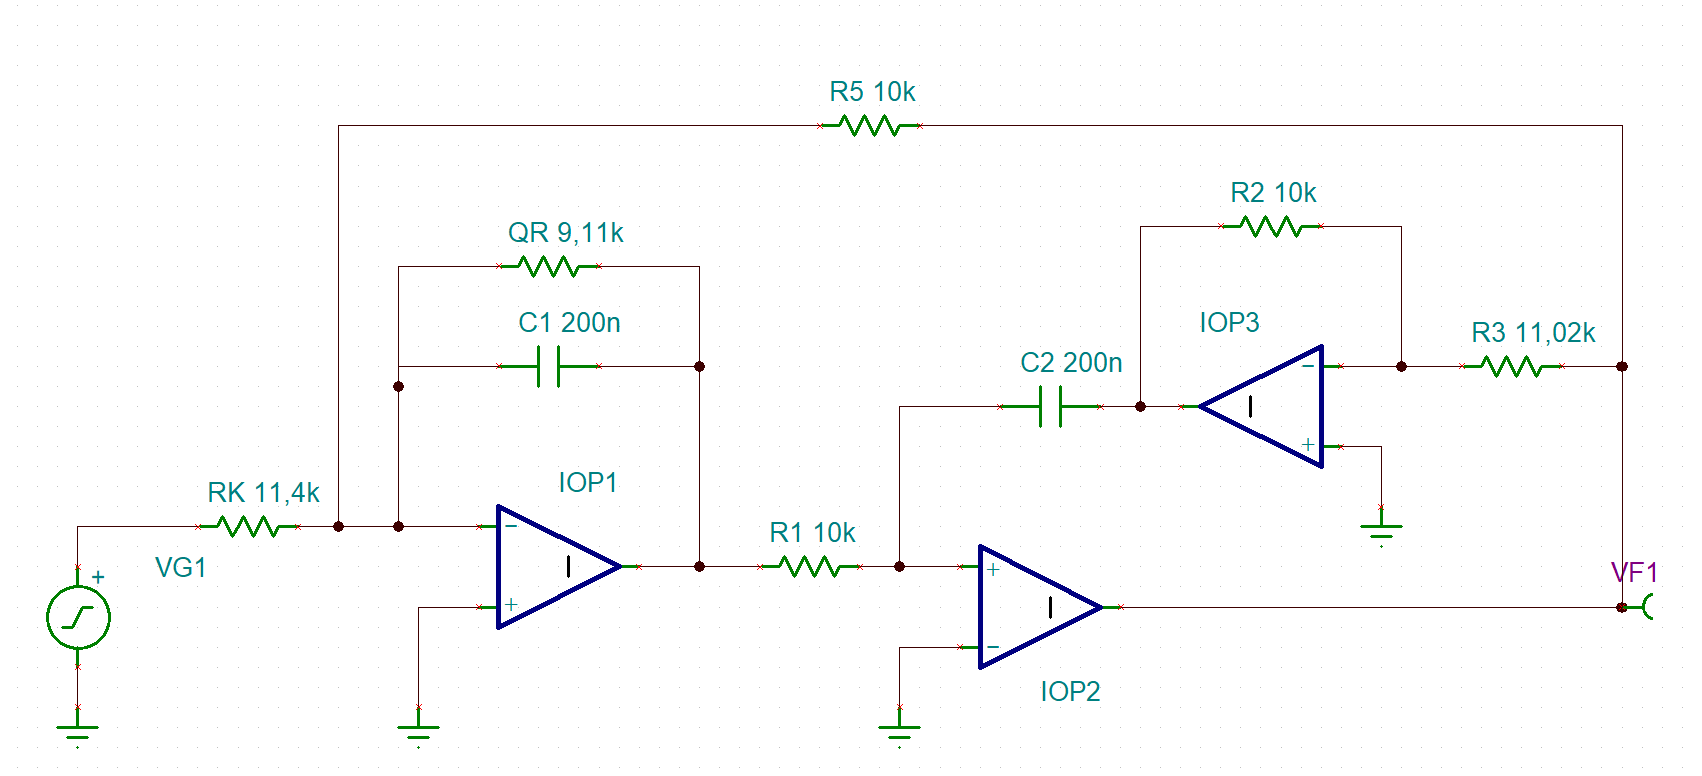 R5 10k
R2 10k
QR 9,11k
C1 200n
IOP3
R3 11,02k
C2 200n
IOP1
RK 11,4k
R1 10k
VG1
VF1
IOP2